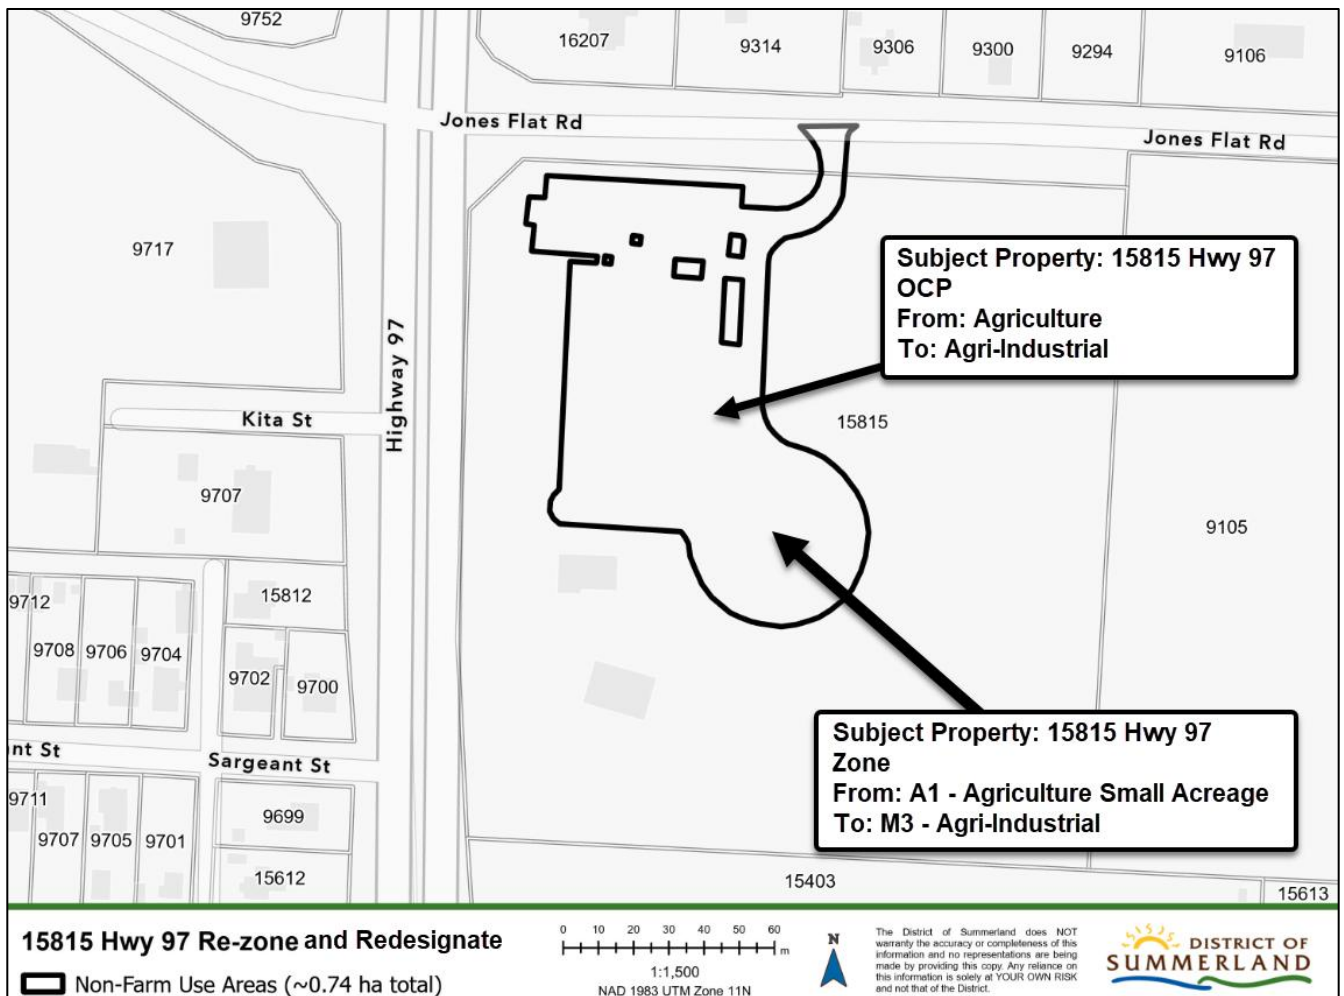 9752
16207
9314
9306
9300
9294
9106
Jones Flat Rd
Jones Flat Rd
9717
Subject Property: 15815 Hwy 97
OCP
From: Agriculture
To: Agri-Industrial
Highway 97
Kita St
15815
9707
9105
15812
9712
9708
9706
9704
9702
9700
Subject Property: 15815 Hwy 97
Zone
From: A1 - Agriculture Small Acreage
To: M3 - Agri-Industrial
nt St
Sargeant St
9711
9707
9705
9701
9699
15612
15403
15613
15815 Hwy 97 Re-zone and Redesignate
Non-Farm Use Areas (~0.74 ha total)
0 10 20 30 40 50 60
m
1:1,500
NAD 1983 UTM Zone 11N
N
The District of Summerland does NOT
warranty the accuracy or completeness of this
information and no representations are being
made by providing this copy. Any reliance on
this information is solely at YOUR OWN RISK
and not that of the District.
DISTRICT OF
SUMMERLAND